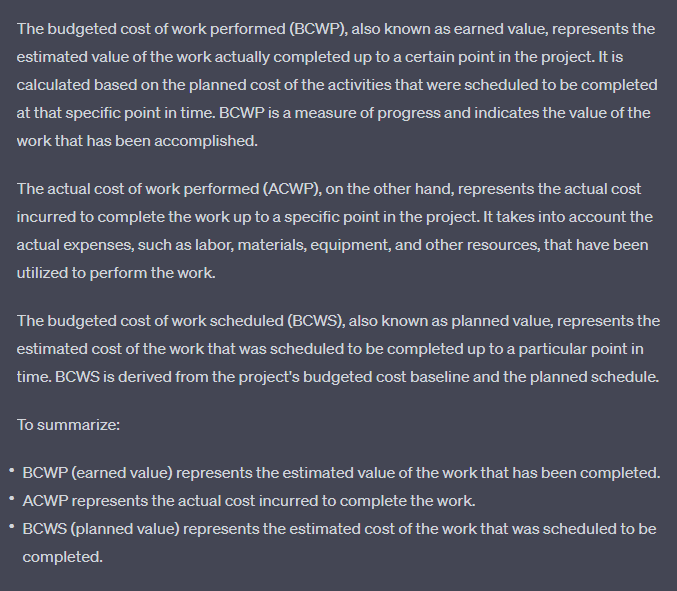 The budgeted cost of work performed (BCWP), also known as earned value, represents the
estimated value of the work actually completed up to a certain point in the project. It is
calculated based on the planned cost of the activities that were scheduled to be completed
at that specific point in time. BCWP is a measure of progress and indicates the value of the
work that has been accomplished.
The actual cost of work performed (ACWP), on the other hand, represents the actual cost
incurred to complete the work up to a specific point in the project. It takes into account the
actual expenses, such as labor, materials, equipment, and other resources, that have been
utilized to perform the work.
The budgeted cost of work scheduled (BCWS), also known as planned value, represents the
estimated cost of the work that was scheduled to be completed up to a particular point in
time. BCWS is derived from the project's budgeted cost baseline and the planned schedule.
To summarize:
• BCWP (earned value) represents the estimated value of the work that has been completed.
• ACWP represents the actual cost incurred to complete the work.
• BCWS (planned value) represents the estimated cost of the work that was scheduled to be
completed.